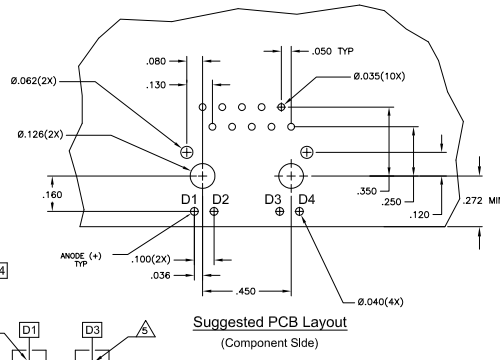 .080
.050 TYP
Ø.062(2X)
.130
Ø.035(10X)
Ø.126(2X)
.160
.350
.250
.120
.272 MIN
D1 D2 D3 D4
ANODE (+)
TYP
.100(2X)
.036
.450
Ø.040(4X)
4
Suggested PCB Layout
(Component Side)
D1
D3
5